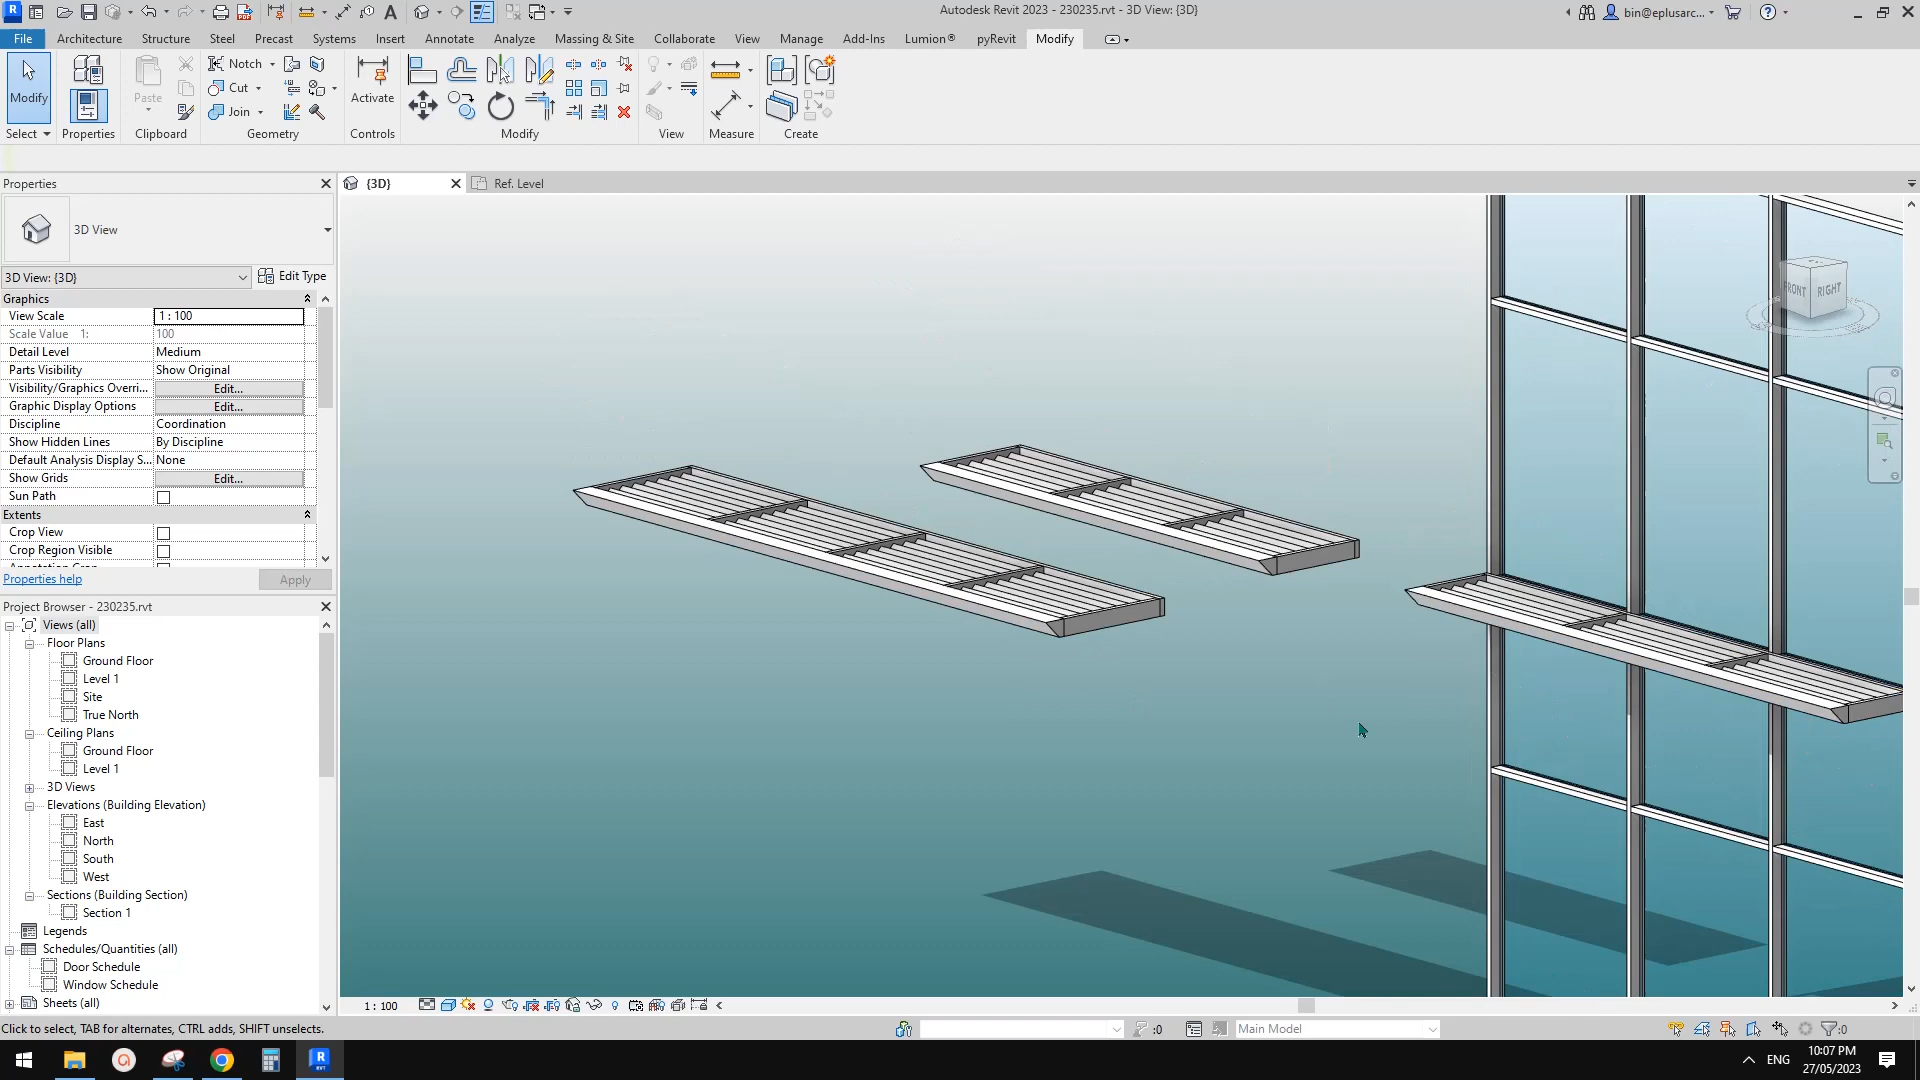 Autodesk Revit 2023 - 230235.rvt - 3D View: {3D}
bin@eplusarc...
File Architecture Structure Steel Precast Systems Insert Annotate Analyze Massing & Site Collaborate View Manage Add-Ins Lumion® pyRevit Modify
Modify
Select
Properties
Paste
Clipboard
Notch
Cut
Join
Geometry
Activate
Controls
Modify
View
Measure
Create
Properties
{3D}
Ref. Level
3D View
3D View: {3D}
Edit Type
Graphics
View Scale 1 : 100
Scale Value 1: 100
Detail Level Medium
Parts Visibility Show Original
Visibility/Graphics Overri... Edit...
Graphic Display Options Edit...
Discipline Coordination
Show Hidden Lines By Discipline
Default Analysis Display S... None
Show Grids Edit...
Sun Path
Extents
Crop View
Crop Region Visible
Properties help
Apply
Project Browser - 230235.rvt
Views (all)
Floor Plans
Ground Floor
Level 1
Site
True North
Ceiling Plans
Ground Floor
Level 1
3D Views
Elevations (Building Elevation)
East
North
South
West
Sections (Building Section)
Section 1
Legends
Schedules/Quantities (all)
Door Schedule
Window Schedule
Sheets (all)
FRONT RIGHT
1 : 100
Click to select, TAB for alternates, CTRL adds, SHIFT unselects.
:0
Main Model
:0
ENG
10:07 PM
27/05/2023